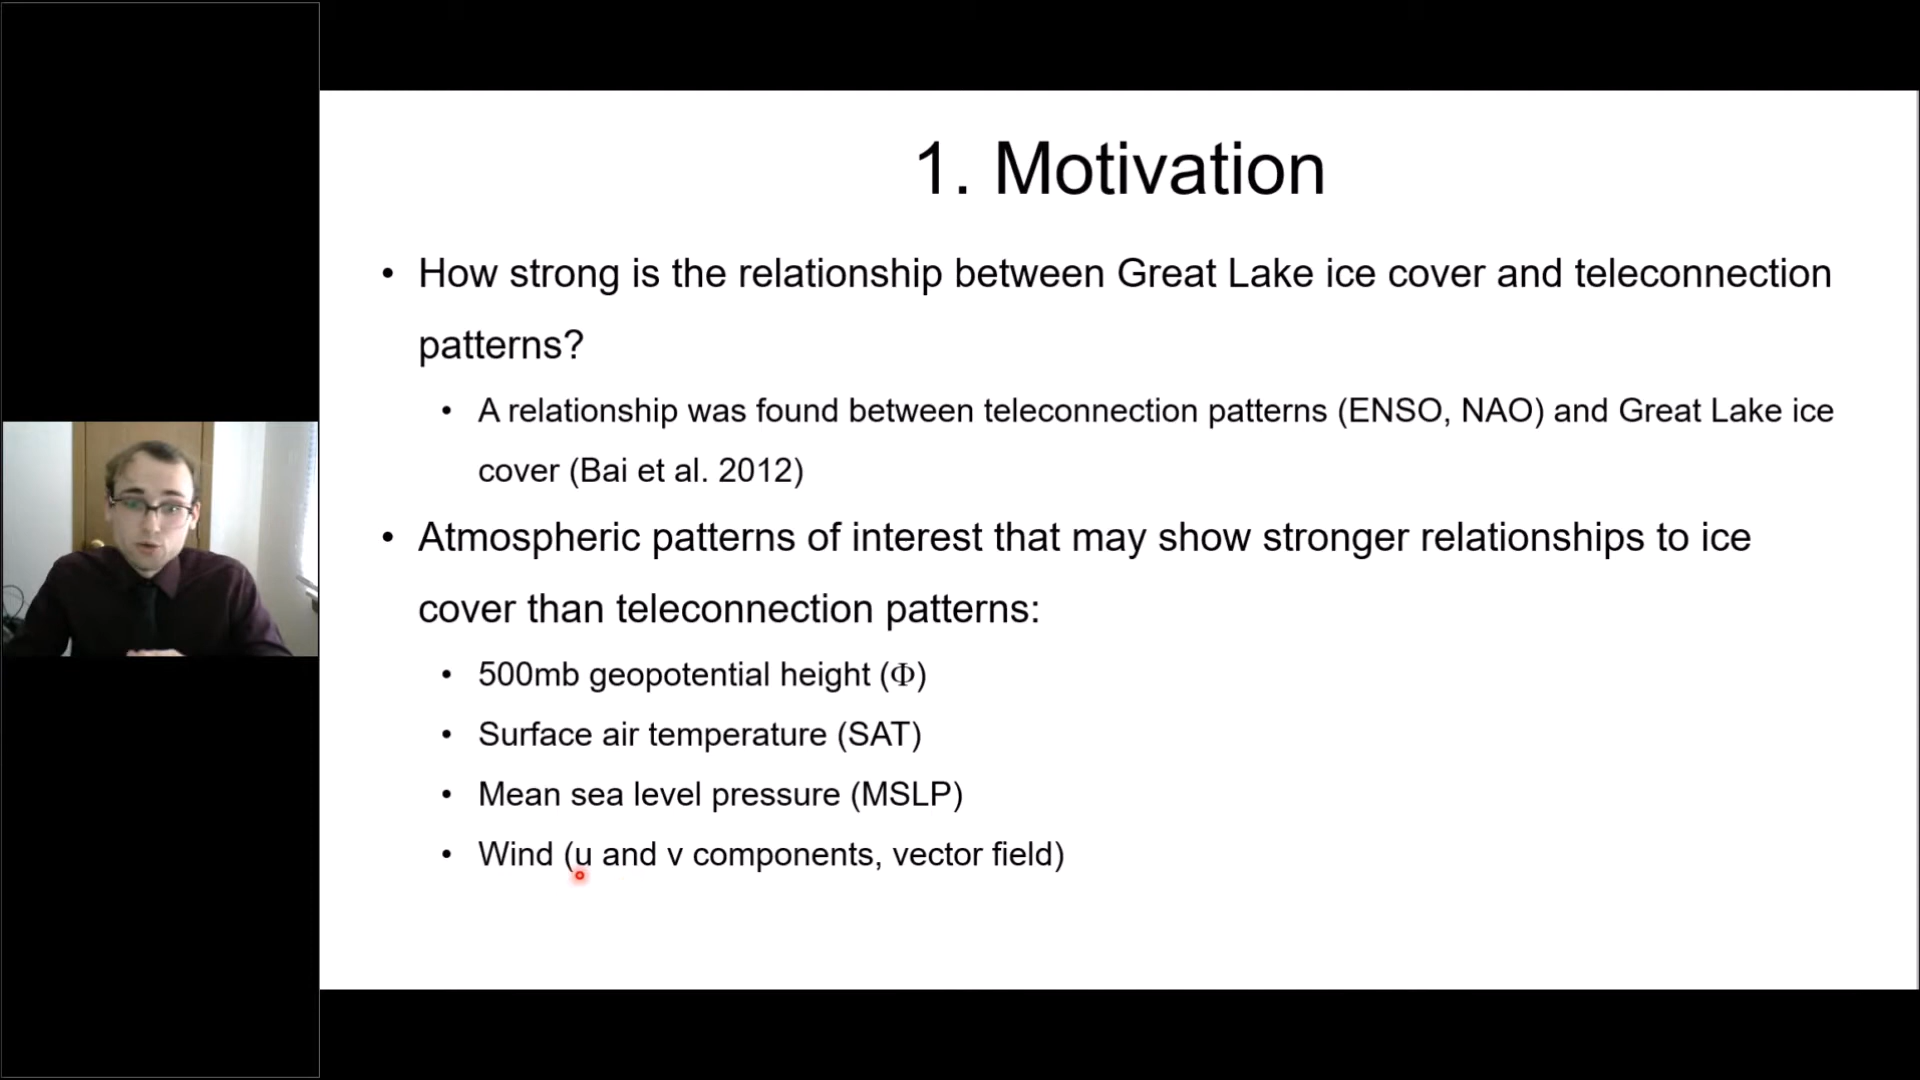 1. Motivation
• How strong is the relationship between Great Lake ice cover and teleconnection
patterns?
• A relationship was found between teleconnection patterns (ENSO, NAO) and Great Lake ice
cover (Bai et al. 2012)
• Atmospheric patterns of interest that may show stronger relationships to ice
cover than teleconnection patterns:
• 500mb geopotential height (Φ)
• Surface air temperature (SAT)
• Mean sea level pressure (MSLP)
• Wind (u and v components, vector field)